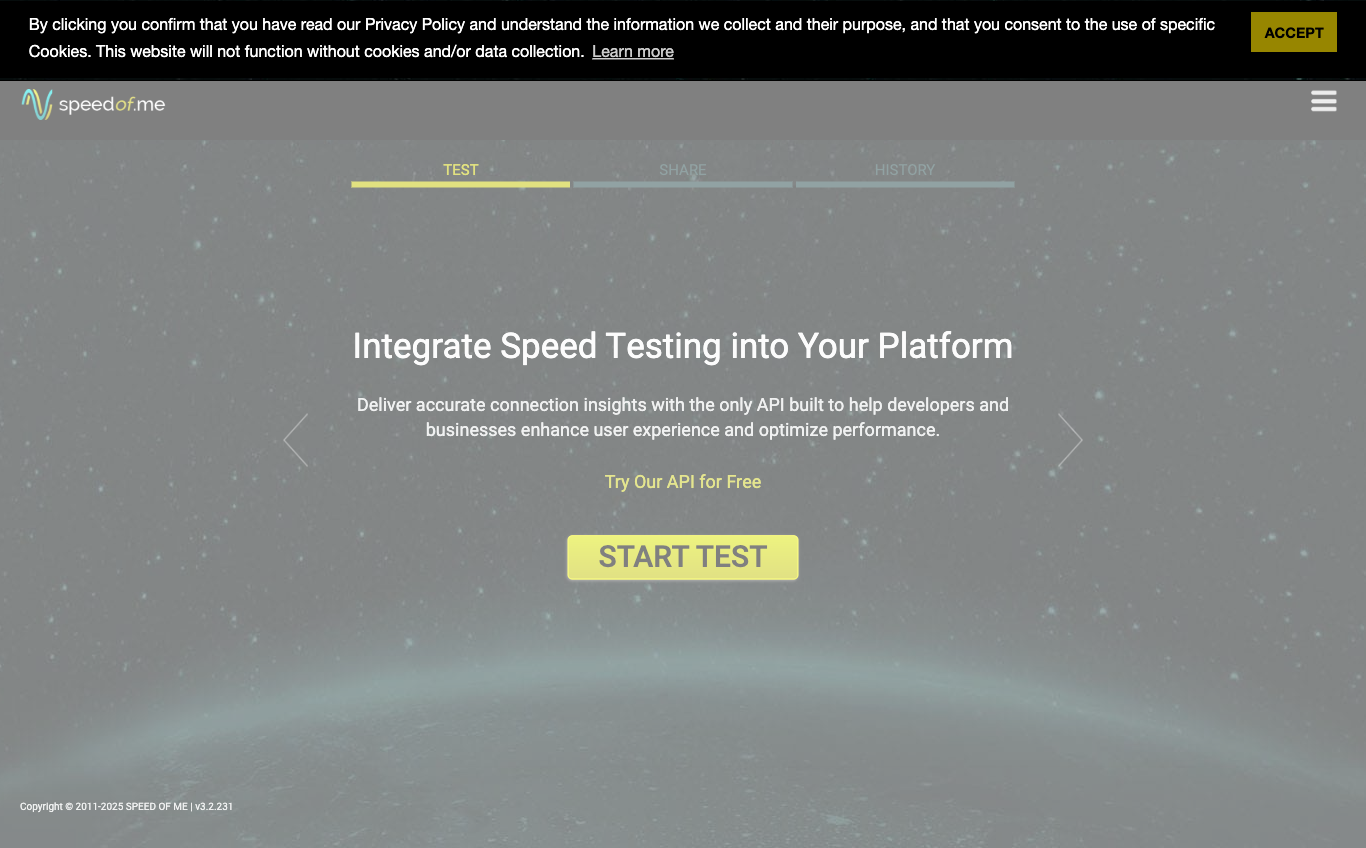 By clicking you confirm that you have read our Privacy Policy and understand the information we collect and their purpose, and that you consent to the use of specific
Cookies. This website will not function without cookies and/or data collection. Learn more
ACCEPT
speedof.me
TEST
SHARE
HISTORY
Integrate Speed Testing into Your Platform
Deliver accurate connection insights with the only API built to help developers and
businesses enhance user experience and optimize performance.
Try Our API for Free
START TEST
Copyright © 2011-2025 SPEED OF ME | v3.2.231